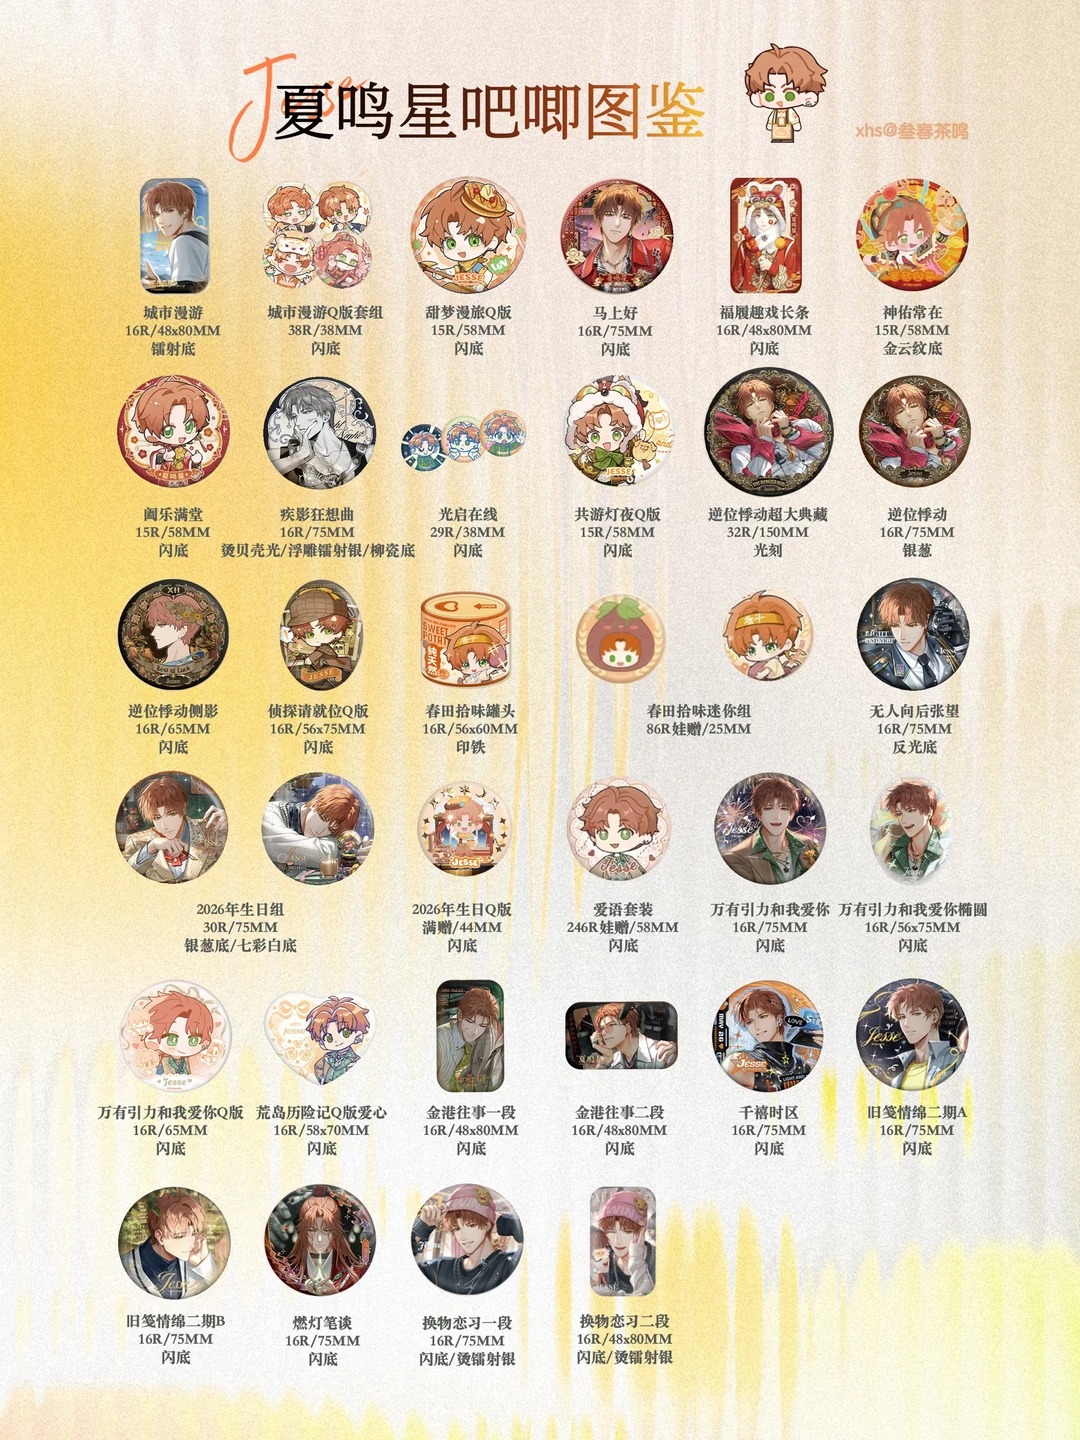 Jesse
夏鸣星吧唧图鉴
xhs@叁春茶鸣
城市漫游
16R/48x80MM
镭射底
城市漫游Q版套组
38R/38MM
闪底
甜梦漫旅Q版
15R/58MM
闪底
马上好
16R/75MM
闪底
福履趣戏长条
16R/48x80MM
闪底
神佑常在
15R/58MM
金云纹底
阖乐满堂
15R/58MM
闪底
疾影狂想曲
16R/75MM
烫贝壳光/浮雕镭射银/柳瓷底
光启在线
29R/38MM
闪底
共游灯夜Q版
15R/58MM
闪底
逆位悸动超大典藏
32R/150MM
光刻
逆位悸动
16R/75MM
银葱
逆位悸动侧影
16R/65MM
闪底
侦探请就位Q版
16R/56x75MM
闪底
春田拾味罐头
16R/56x60MM
印铁
春田拾味迷你组
86R娃赠/25MM
无人向后张望
16R/75MM
反光底
2026年生日组
30R/75MM
银葱底/七彩白底
2026年生日Q版
满赠/44MM
闪底
爱语套装
246R娃赠/58MM
闪底
万有引力和我爱你
16R/75MM
闪底
万有引力和我爱你椭圆
16R/56x75MM
闪底
万有引力和我爱你Q版
16R/65MM
闪底
荒岛历险记Q版爱心
16R/58x70MM
闪底
金港往事一段
16R/48x80MM
闪底
金港往事二段
16R/48x80MM
闪底
千禧时区
16R/75MM
闪底
旧笺情绵二期A
16R/75MM
闪底
旧笺情绵二期B
16R/75MM
闪底
燃灯笔谈
16R/75MM
闪底
换物恋习一段
16R/75MM
闪底/烫镭射银
换物恋习二段
16R/48x80MM
闪底/烫镭射银